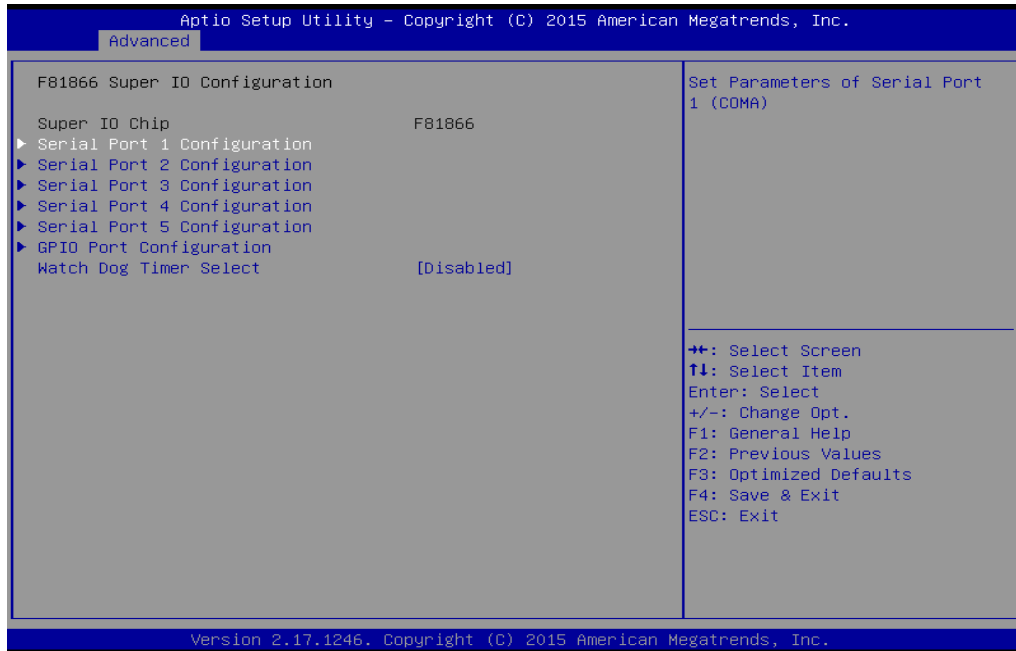 Aptio Setup Utility – Copyright (C) 2015 American Megatrends, Inc.
Advanced
F81866 Super IO Configuration
Super IO Chip F81866
▶ Serial Port 1 Configuration
▶ Serial Port 2 Configuration
▶ Serial Port 3 Configuration
▶ Serial Port 4 Configuration
▶ Serial Port 5 Configuration
▶ GPIO Port Configuration
Watch Dog Timer Select [Disabled]
Set Parameters of Serial Port
1 (COMA)
→←: Select Screen
↑↓: Select Item
Enter: Select
+/-: Change Opt.
F1: General Help
F2: Previous Values
F3: Optimized Defaults
F4: Save & Exit
ESC: Exit
Version 2.17.1246. Copyright (C) 2015 American Megatrends, Inc.